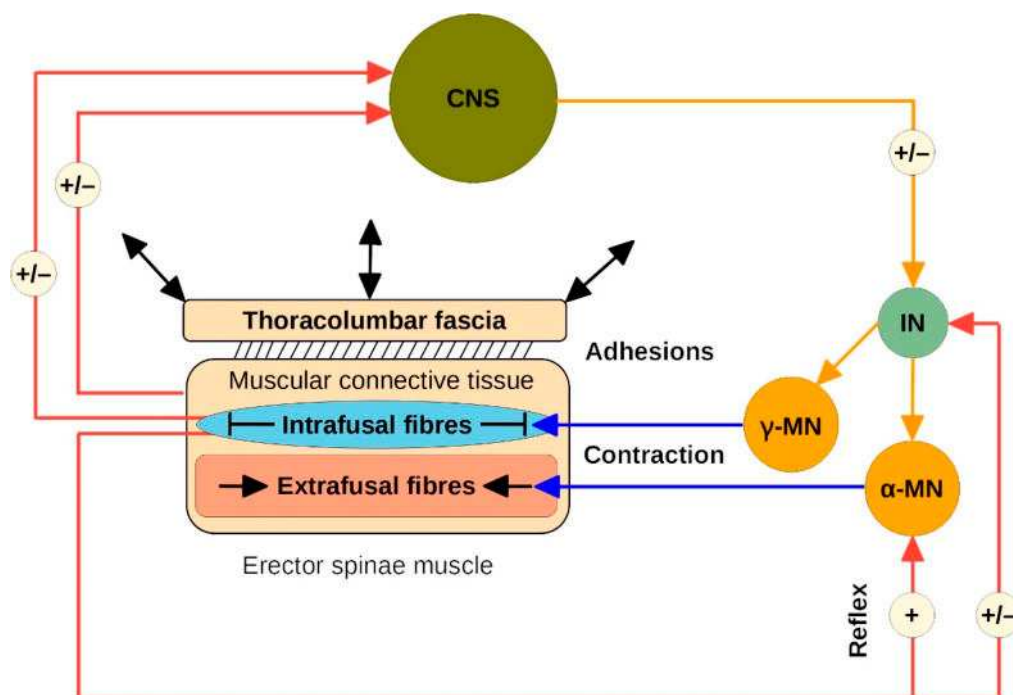 CNS
+/–
+/–
+/–
Thoracolumbar fascia
IN
Adhesions
Muscular connective tissue
Intrafusal fibres
γ-MN
Contraction
Extrafusal fibres
α-MN
Erector spinae muscle
Reflex
+
+/–